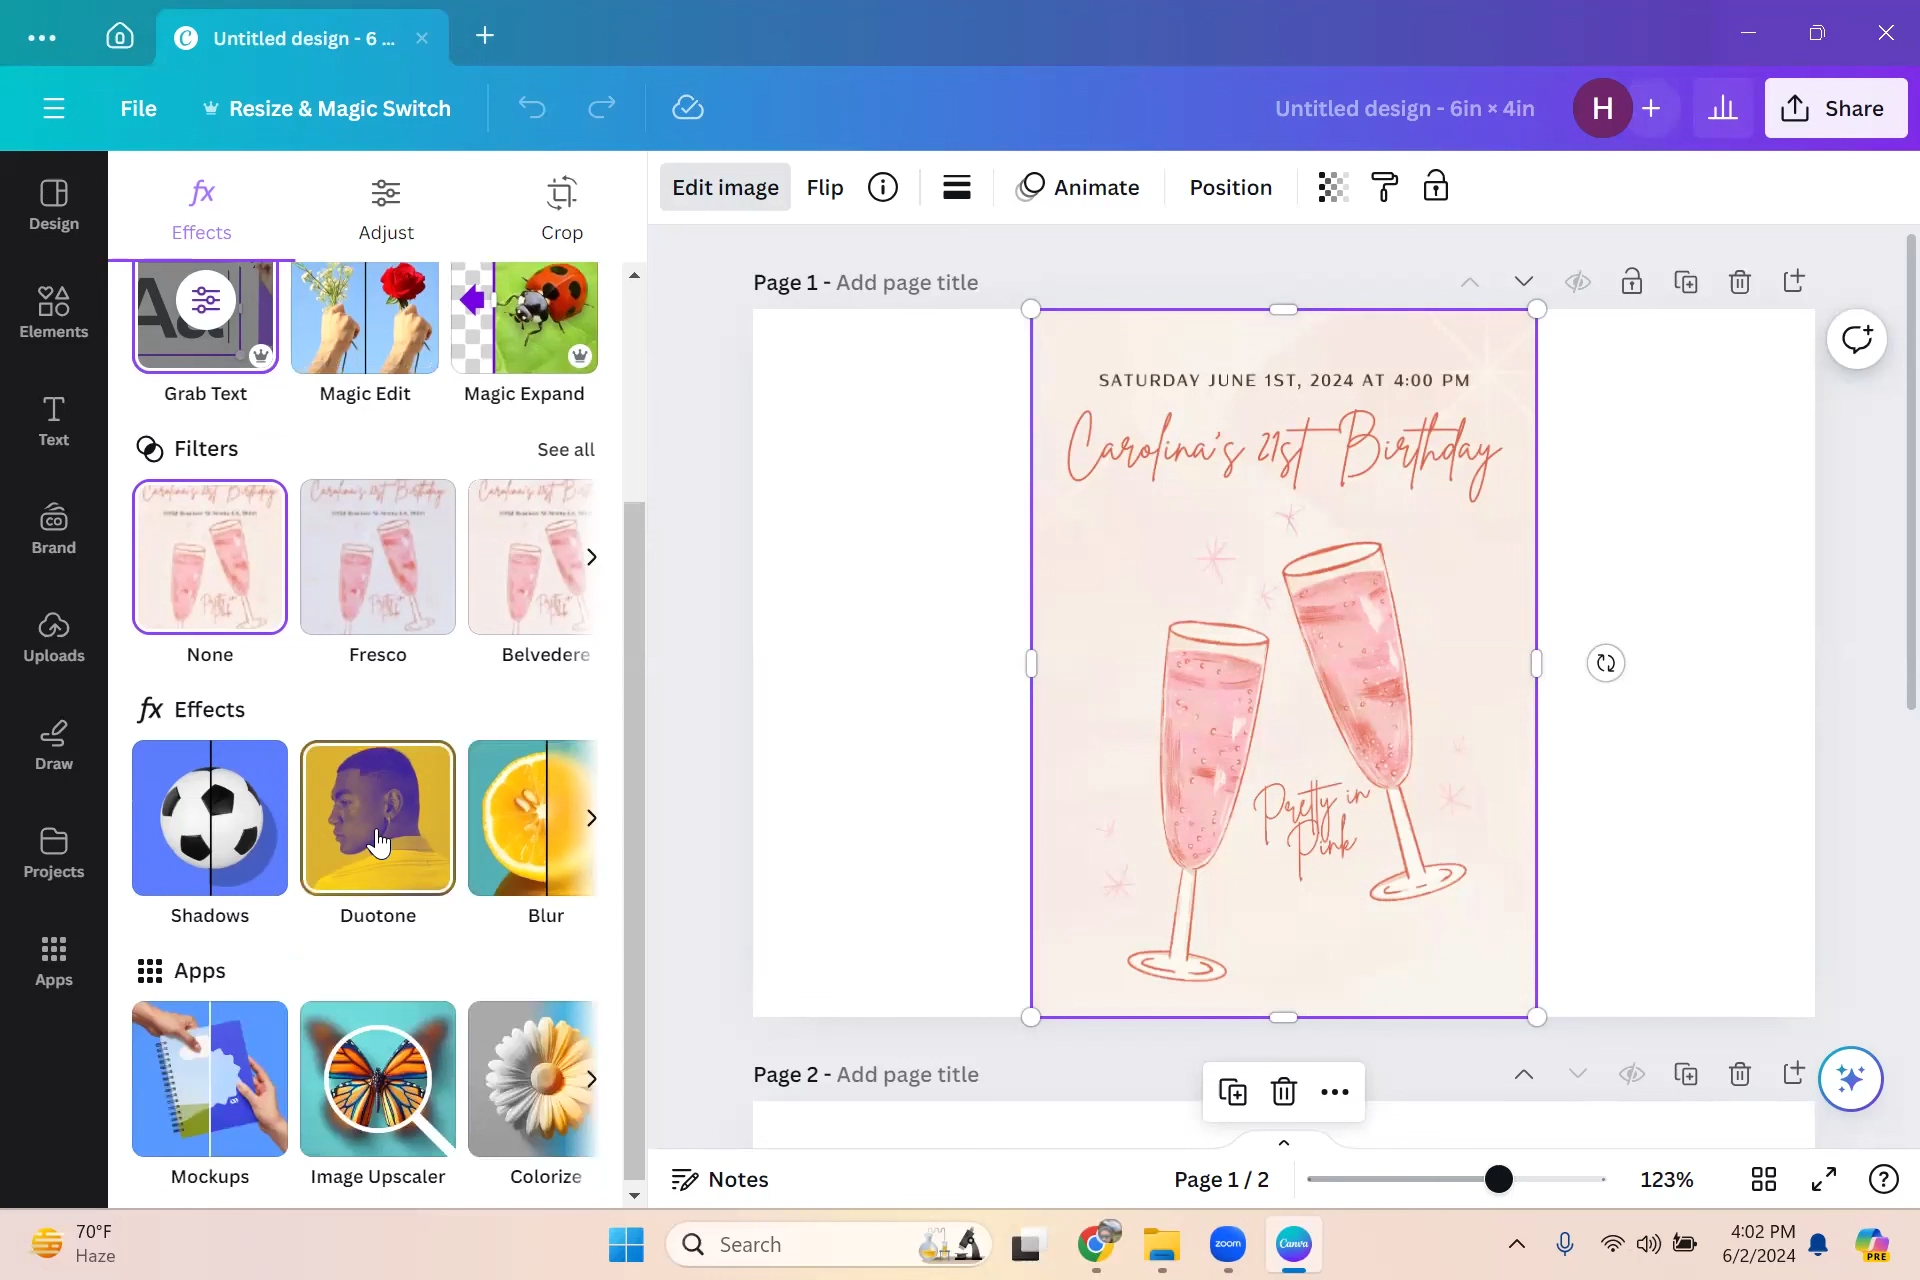 Untitled design - 6 ...
File
Resize & Magic Switch
Untitled design - 6in × 4in
H
Share
Design
Elements
Text
Brand
Uploads
Draw
Projects
Apps
Effects
Adjust
Crop
Edit image
Flip
Animate
Position
Grab Text
Magic Edit
Magic Expand
Filters
See all
None
Fresco
Belvedere
fx Effects
Shadows
Duotone
Blur
Apps
Mockups
Image Upscaler
Colorize
Page 1 - Add page title
SATURDAY JUNE 1ST, 2024 AT 4:00 PM
Carolina's 21st Birthday
Pretty in
Pink
Page 2 - Add page title
Notes
Page 1 / 2
123%
70°F
Haze
Search
zoom
Canva
4:02 PM
6/2/2024
PRE